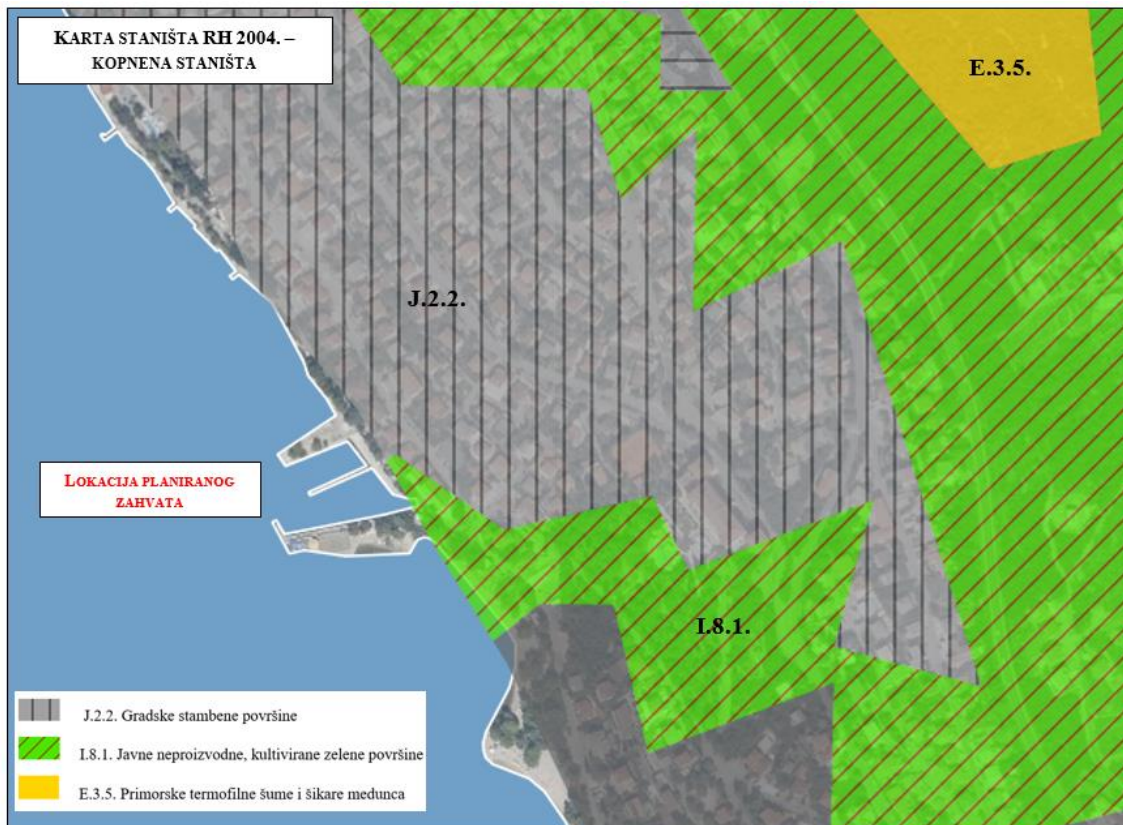 KARTA STANIŠTA RH 2004. –
KOPNENA STANIŠTA
E.3.5.
J.2.2.
LOKACIJA PLANIRANOG
ZAHVATA
I.8.1.
J.2.2. Gradske stambene površine
I.8.1. Javne neproizvodne, kultivirane zelene površine
E.3.5. Primorske termofilne šume i šikare medunca